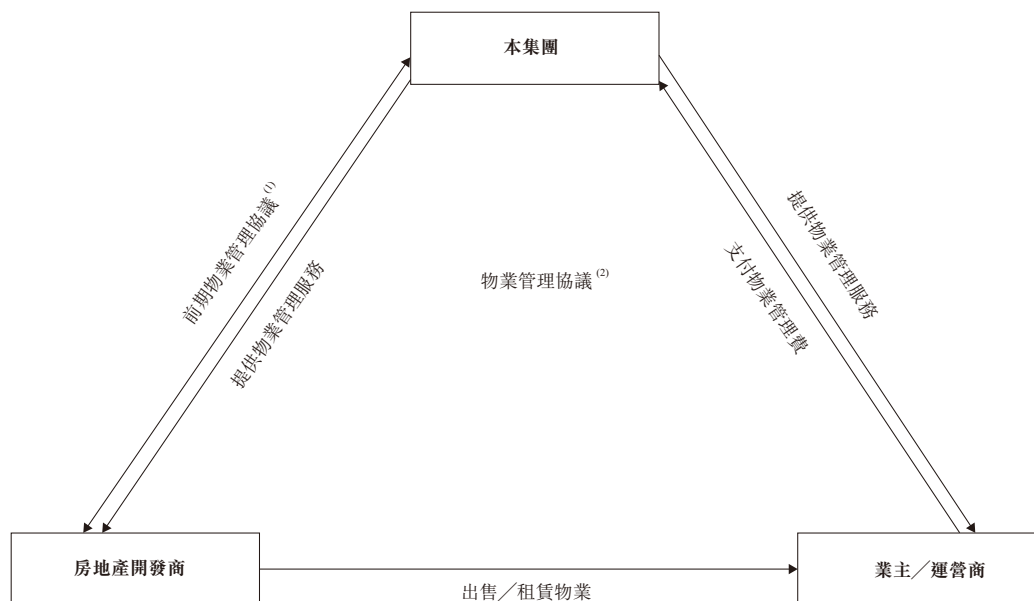 本集團
前期物業管理協議(1)
提供物業管理服務
物業管理協議(2)
支付物業管理費
提供物業管理服務
房地產開發商
出售／租賃物業
業主／運營商